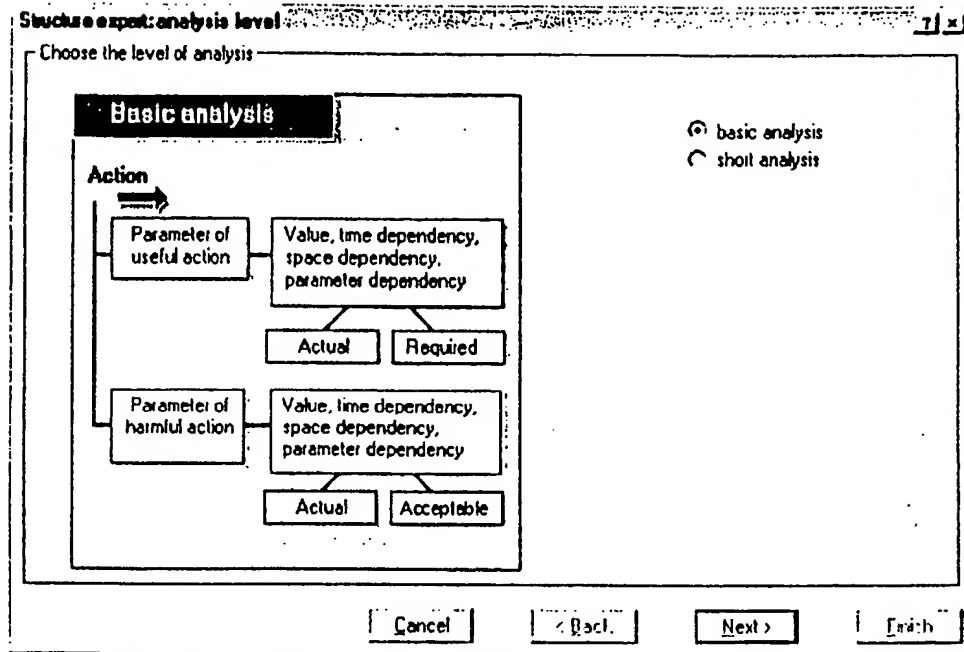 Structure expert: analysis level
Choose the level of analysis
Basic analysis
basic analysis
short analysis
Action
Parameter of
useful action
Value, time dependency,
space dependency,
parameter dependency
Actual
Required
Parameter of
harmful action
Value, time dependency,
space dependency,
parameter dependency
Actual
Acceptable
Cancel
< Back
Next >
Finish